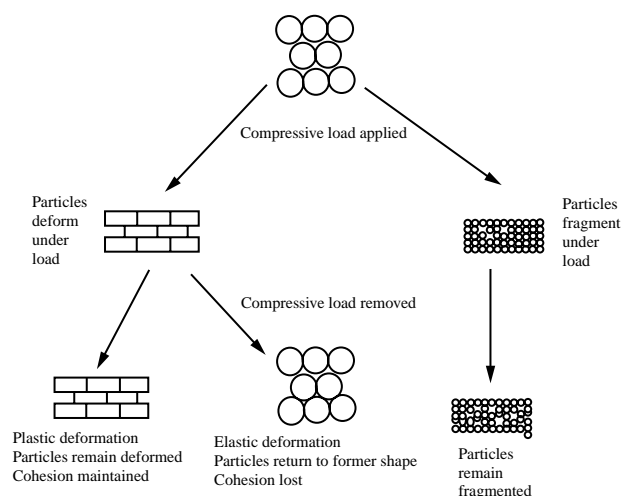 Compressive load applied
Particles
deform
under
load
Particles
fragment
under
load
Compressive load removed
Plastic deformation
Particles remain deformed
Cohesion maintained
Elastic deformation
Particles return to former shape
Cohesion lost
Particles
remain
fragmented